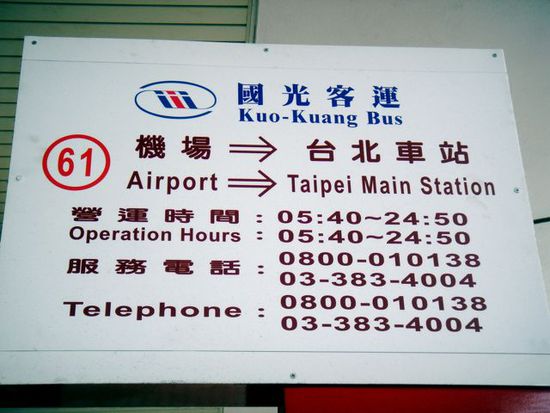 國光客運
Kuo-Kuang Bus
61
機場 ⇒ 台北車站
Airport ⇒ Taipei Main Station
營運時間 : 05:40~24:50
Operation Hours : 05:40~24:50
服務電話 : 0800-010138
03-383-4004
Telephone : 0800-010138
03-383-4004